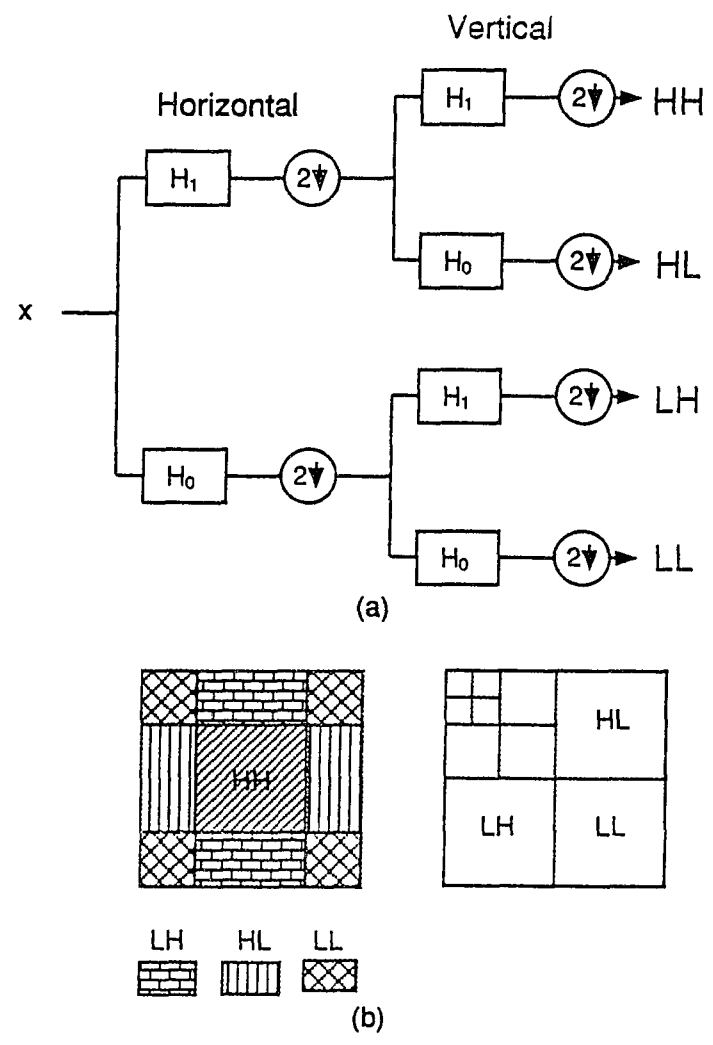 Vertical
Horizontal
H₁ 2 HH
H₁ 2
H₀ 2 HL
x
H₁ 2 LH
H₀ 2
H₀ 2 LL
(a)
HH
HL
LH LL
LH HL LL
(b)